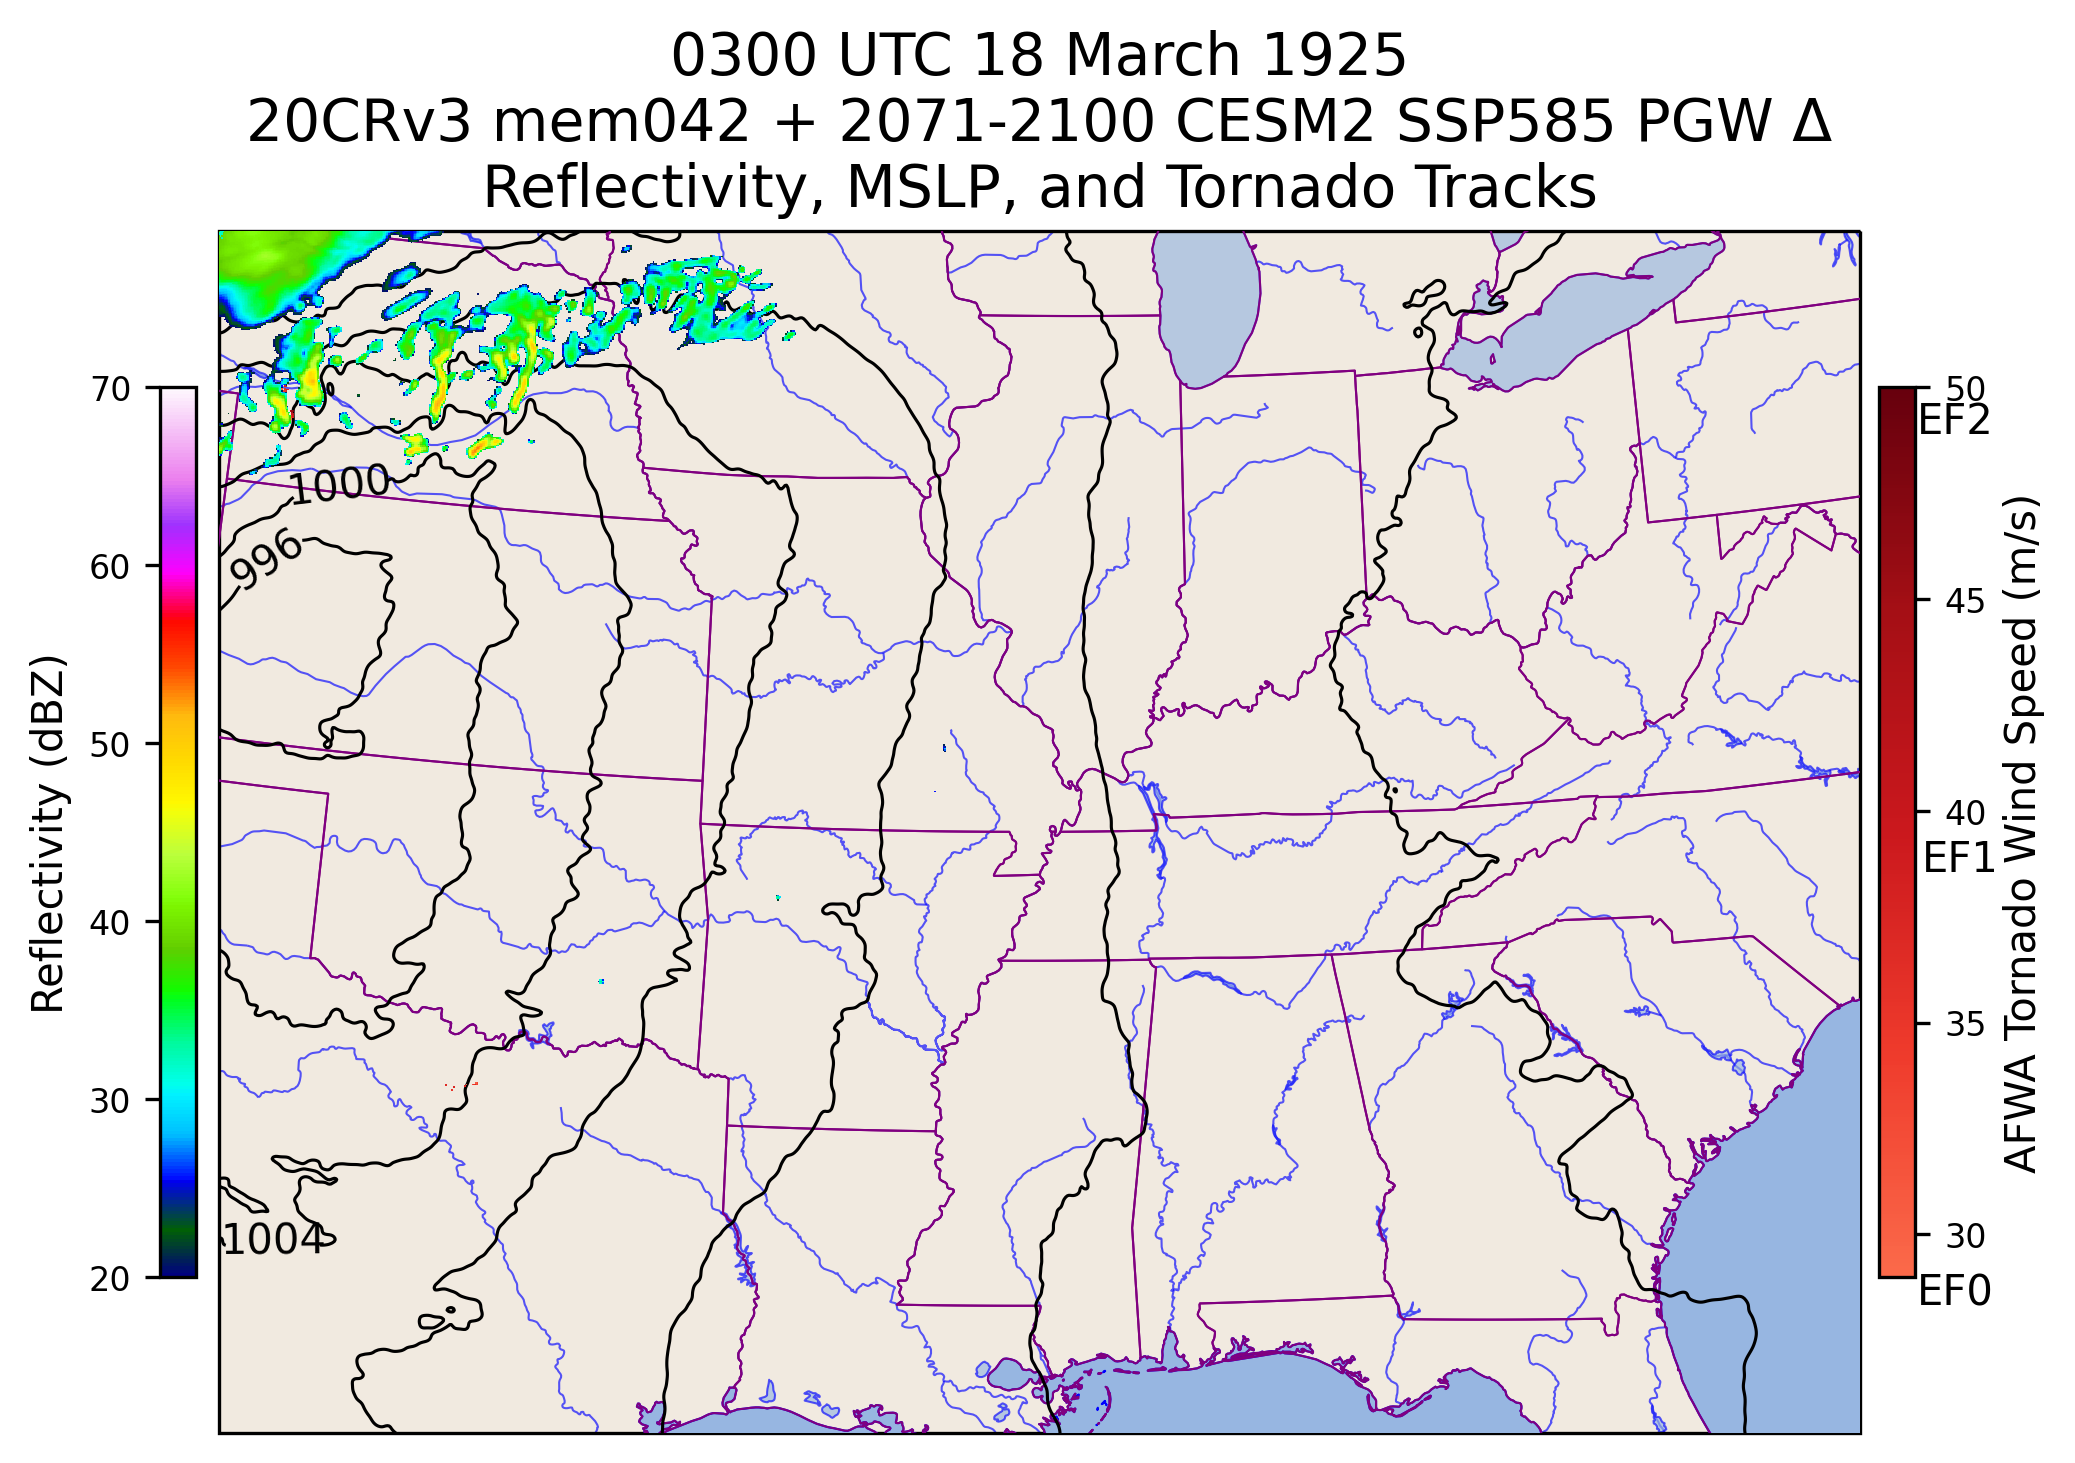 0300 UTC 18 March 1925
20CRv3 mem042 + 2071-2100 CESM2 SSP585 PGW Δ
Reflectivity, MSLP, and Tornado Tracks
Reflectivity (dBZ)
70
60
50
40
30
20
1000
996
1004
50
EF2
45
40
EF1
35
30
EF0
AFWA Tornado Wind Speed (m/s)